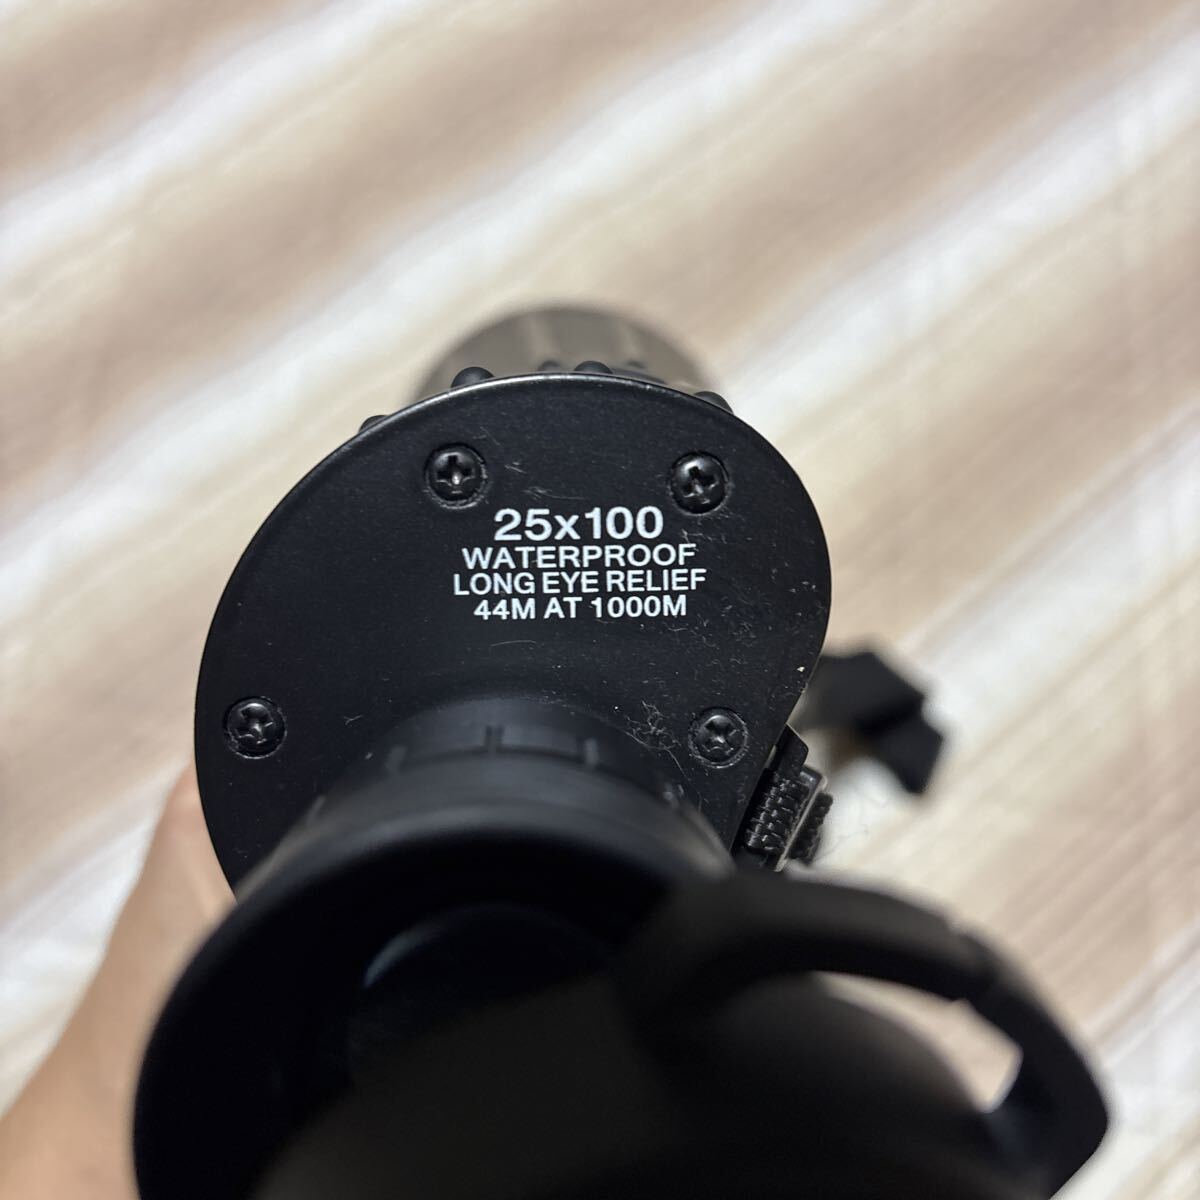 25x100
WATERPROOF
LONG EYE RELIEF
44M AT 1000M